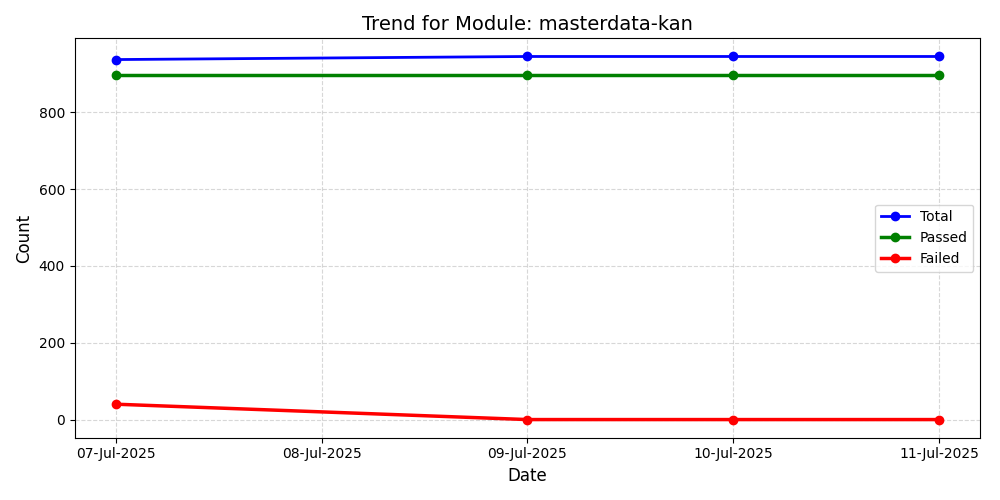 Trend for Module: masterdata-kan
Count
800
600
400
200
0
Total
Passed
Failed
07-Jul-2025
08-Jul-2025
09-Jul-2025
10-Jul-2025
11-Jul-2025
Date